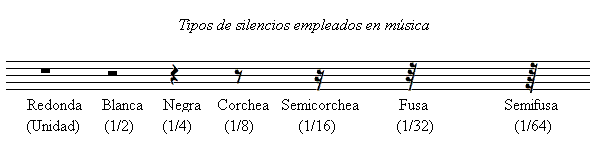 Tipos de silencios empleados en música
Redonda Blanca Negra Corchea Semicorchea Fusa Semifusa
(Unidad) (1/2) (1/4) (1/8) (1/16) (1/32) (1/64)